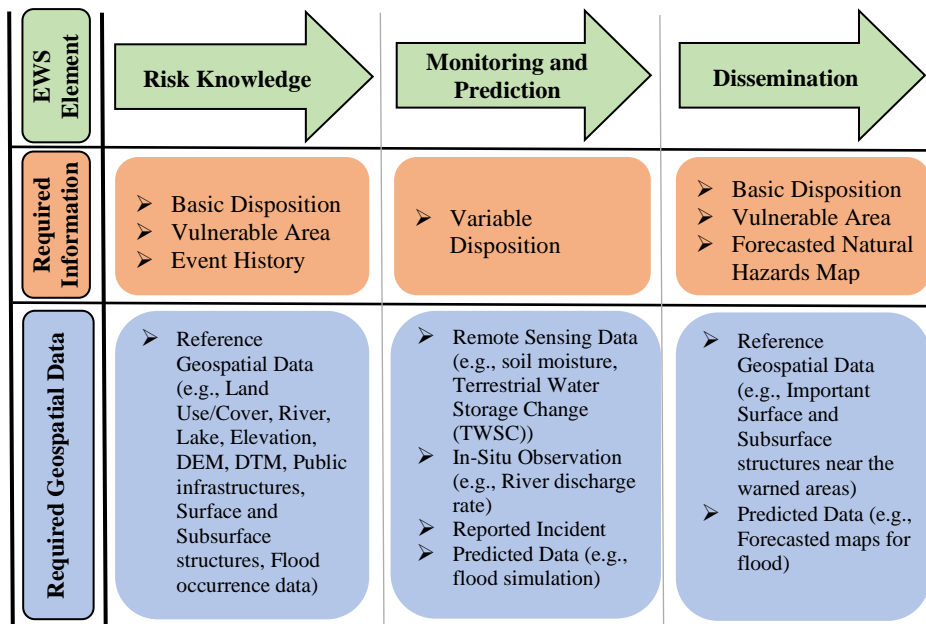 EWS
Element
Risk Knowledge
Monitoring and
Prediction
Dissemination
Required
Information
➢ Basic Disposition
➢ Vulnerable Area
➢ Event History
➢ Variable
Disposition
➢ Basic Disposition
➢ Vulnerable Area
➢ Forecasted Natural
Hazards Map
Required Geospatial Data
➢ Reference
Geospatial Data
(e.g., Land
Use/Cover, River,
Lake, Elevation,
DEM, DTM, Public
infrastructures,
Surface and
Subsurface
structures, Flood
occurrence data)
➢ Remote Sensing Data
(e.g., soil moisture,
Terrestrial Water
Storage Change
(TWSC))
➢ In-Situ Observation
(e.g., River discharge
rate)
➢ Reported Incident
➢ Predicted Data (e.g.,
flood simulation)
➢ Reference
Geospatial Data
(e.g., Important
Surface and
Subsurface
structures near the
warned areas)
➢ Predicted Data (e.g.,
Forecasted maps for
flood)